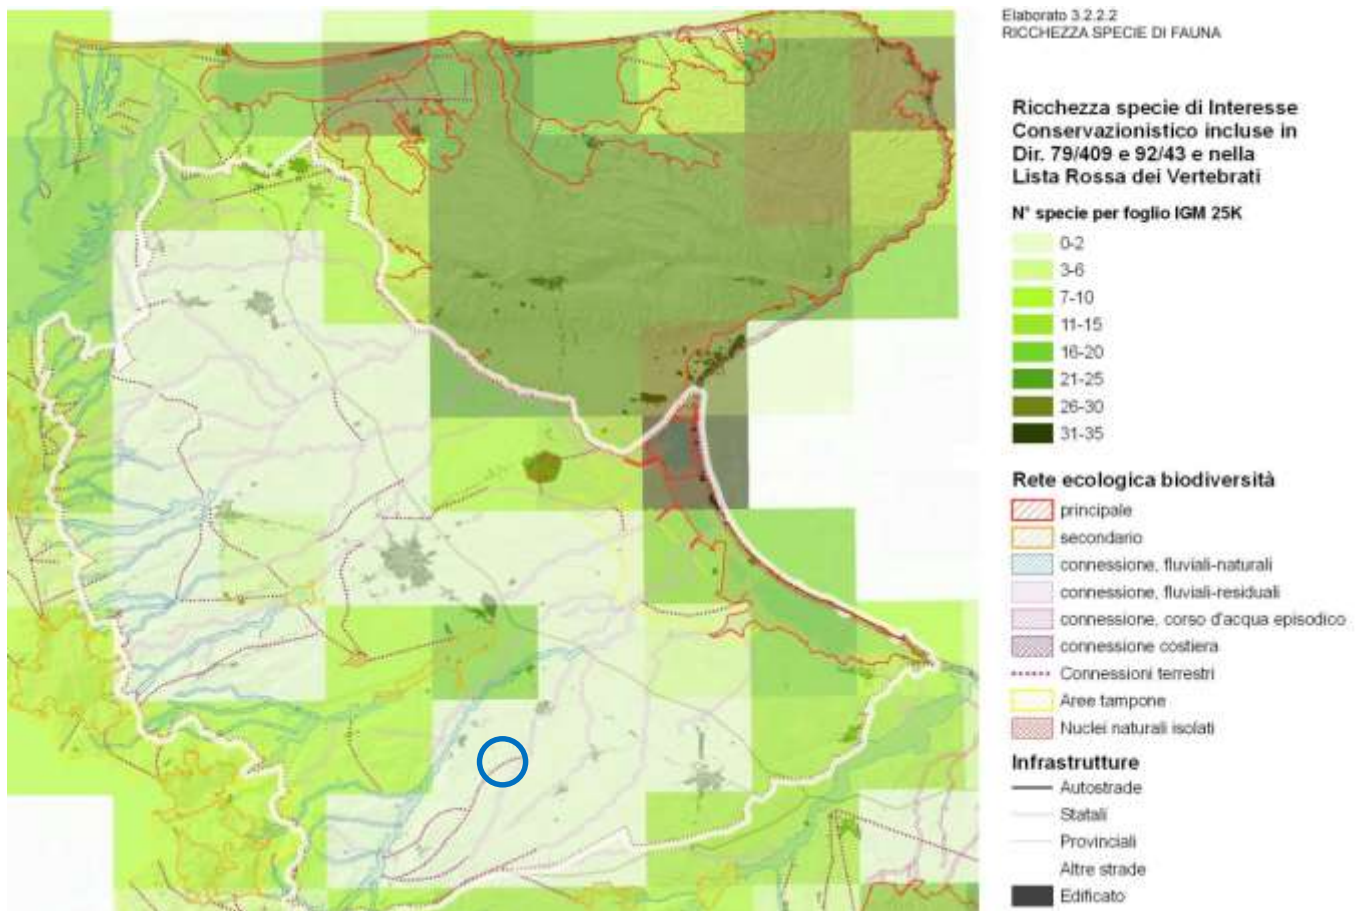 Elaborato 3.2.2.2
RICCHEZZA SPECIE DI FAUNA
Ricchezza specie di Interesse
Conservazionistico incluse in
Dir. 79/409 e 92/43 e nella
Lista Rossa dei Vertebrati
N° specie per foglio IGM 25K
0-2
3-6
7-10
11-15
16-20
21-25
26-30
31-35
Rete ecologica biodiversità
principale
secondario
connessione, fluviali-naturali
connessione, fluviali-residuali
connessione, corso d'acqua episodico
connessione costiera
Connessioni terrestri
Aree tampone
Nuclei naturali isolati
Infrastrutture
Autostrade
Statali
Provinciali
Altre strade
Edificato